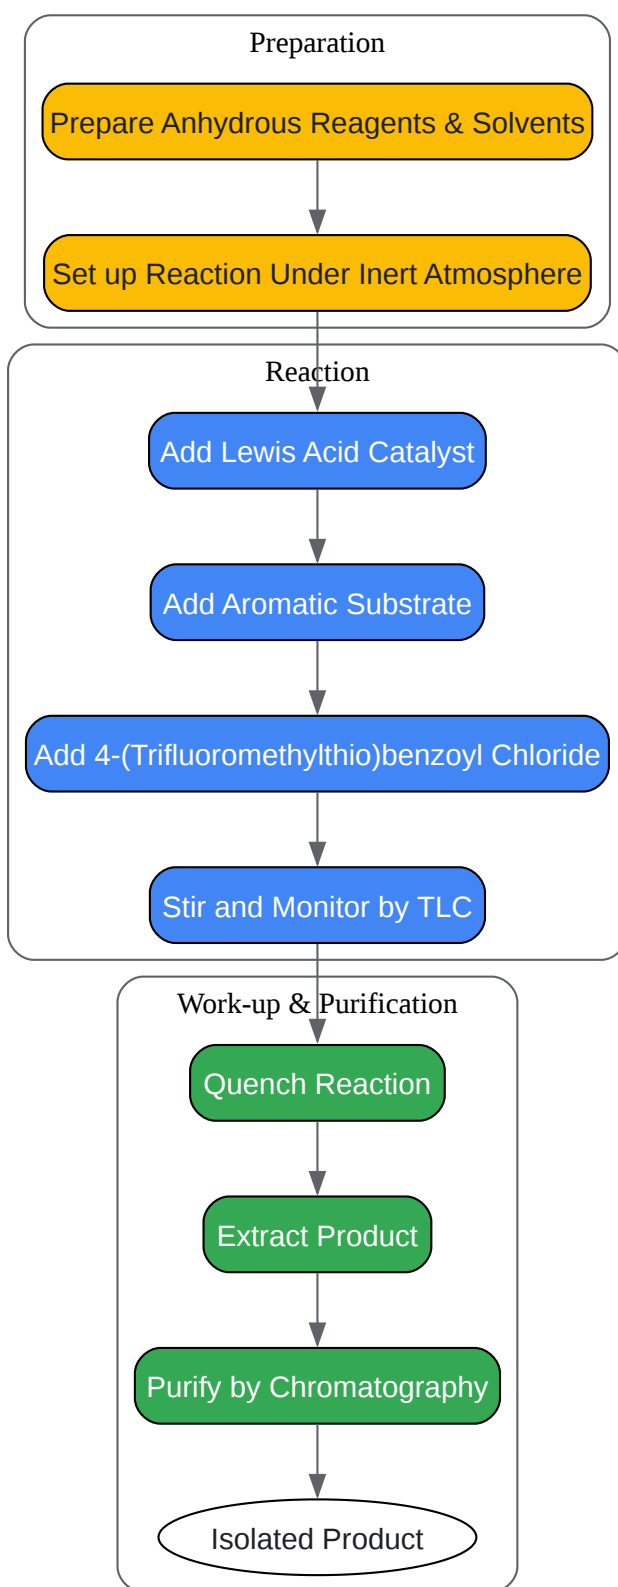 Preparation
Prepare Anhydrous Reagents & Solvents
Set up Reaction Under Inert Atmosphere
Reaction
Add Lewis Acid Catalyst
Add Aromatic Substrate
Add 4-(Trifluoromethylthio)benzoyl Chloride
Stir and Monitor by TLC
Work-up & Purification
Quench Reaction
Extract Product
Purify by Chromatography
Isolated Product